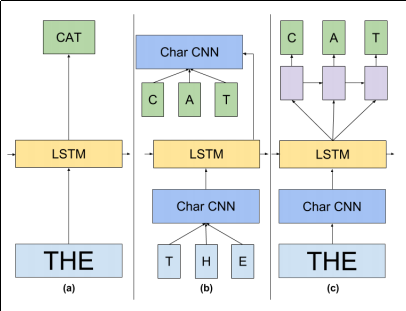 CAT
LSTM
THE
(a)
Char CNN
C A T
LSTM
Char CNN
T H E
(b)
C A T
LSTM
Char CNN
THE
(c)